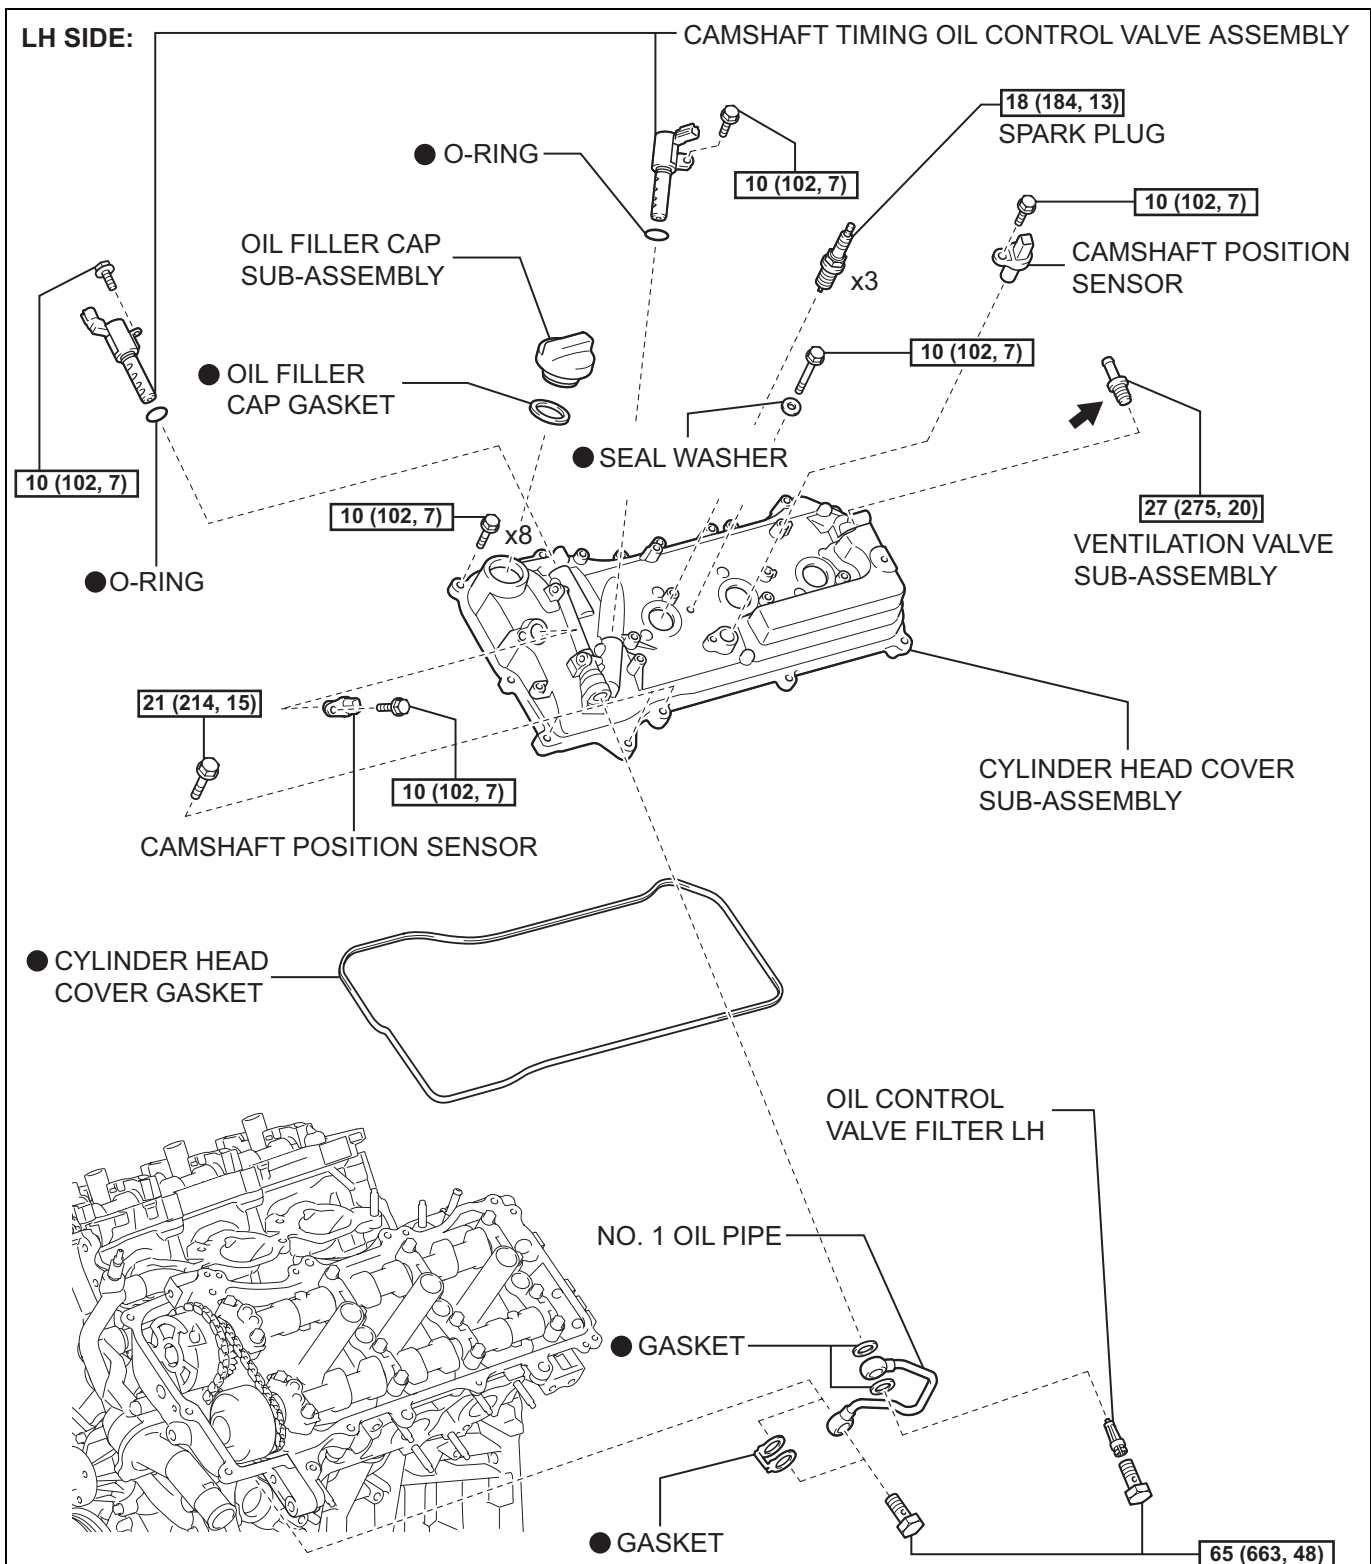 LH SIDE:
CAMSHAFT TIMING OIL CONTROL VALVE ASSEMBLY
18 (184, 13)
SPARK PLUG
● O-RING
10 (102, 7)
10 (102, 7)
OIL FILLER CAP
SUB-ASSEMBLY
CAMSHAFT POSITION
SENSOR
x3
10 (102, 7)
10 (102, 7)
● OIL FILLER
CAP GASKET
● SEAL WASHER
10 (102, 7)
10 (102, 7)
x8
27 (275, 20)
VENTILATION VALVE
SUB-ASSEMBLY
● O-RING
21 (214, 15)
10 (102, 7)
CYLINDER HEAD COVER
SUB-ASSEMBLY
CAMSHAFT POSITION SENSOR
● CYLINDER HEAD
COVER GASKET
OIL CONTROL
VALVE FILTER LH
NO. 1 OIL PIPE
● GASKET
● GASKET
65 (663, 48)